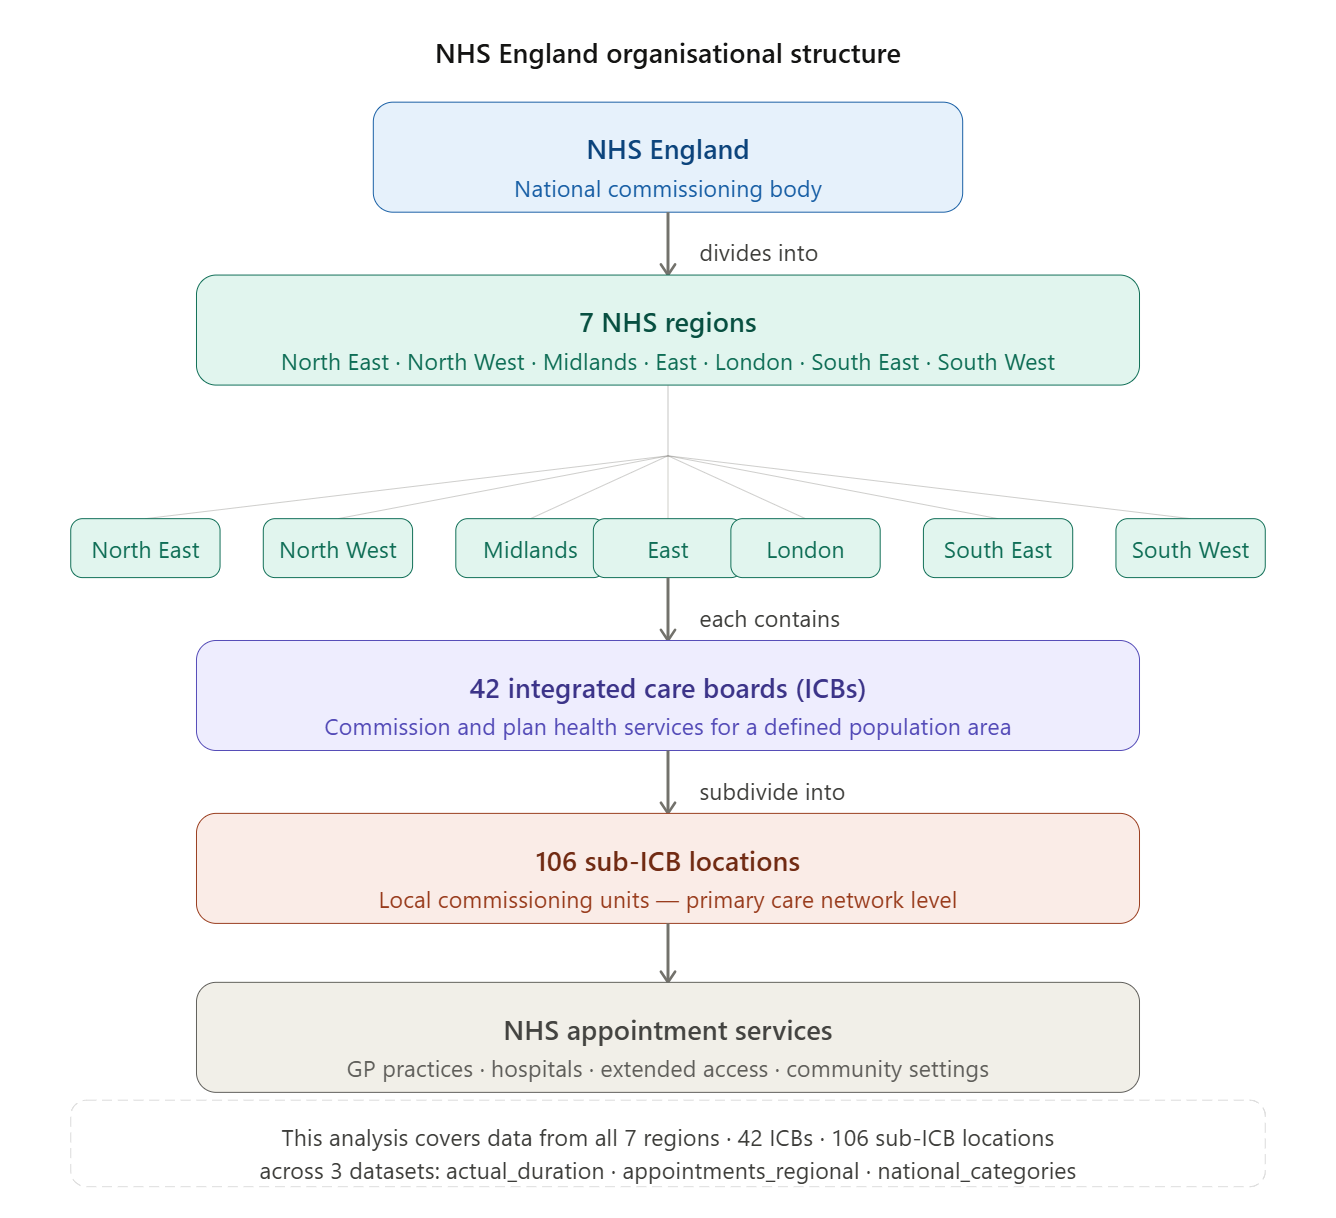 NHS England organisational structure
NHS England
National commissioning body
divides into
7 NHS regions
North East · North West · Midlands · East · London · South East · South West
North East
North West
Midlands
East
London
South East
South West
each contains
42 integrated care boards (ICBs)
Commission and plan health services for a defined population area
subdivide into
106 sub-ICB locations
Local commissioning units — primary care network level
NHS appointment services
GP practices · hospitals · extended access · community settings
This analysis covers data from all 7 regions · 42 ICBs · 106 sub-ICB locations
across 3 datasets: actual_duration · appointments_regional · national_categories